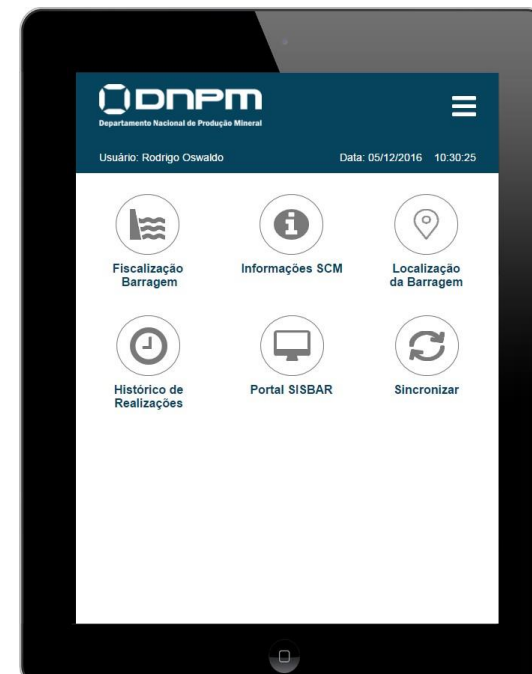 DNPM
Departamento Nacional de Produção Mineral
Usuário: Rodrigo Oswaldo Data: 05/12/2016 10:30:25
Fiscalização
Barragem
Informações SCM
Localização
da Barragem
Histórico de
Realizações
Portal SISBAR
Sincronizar